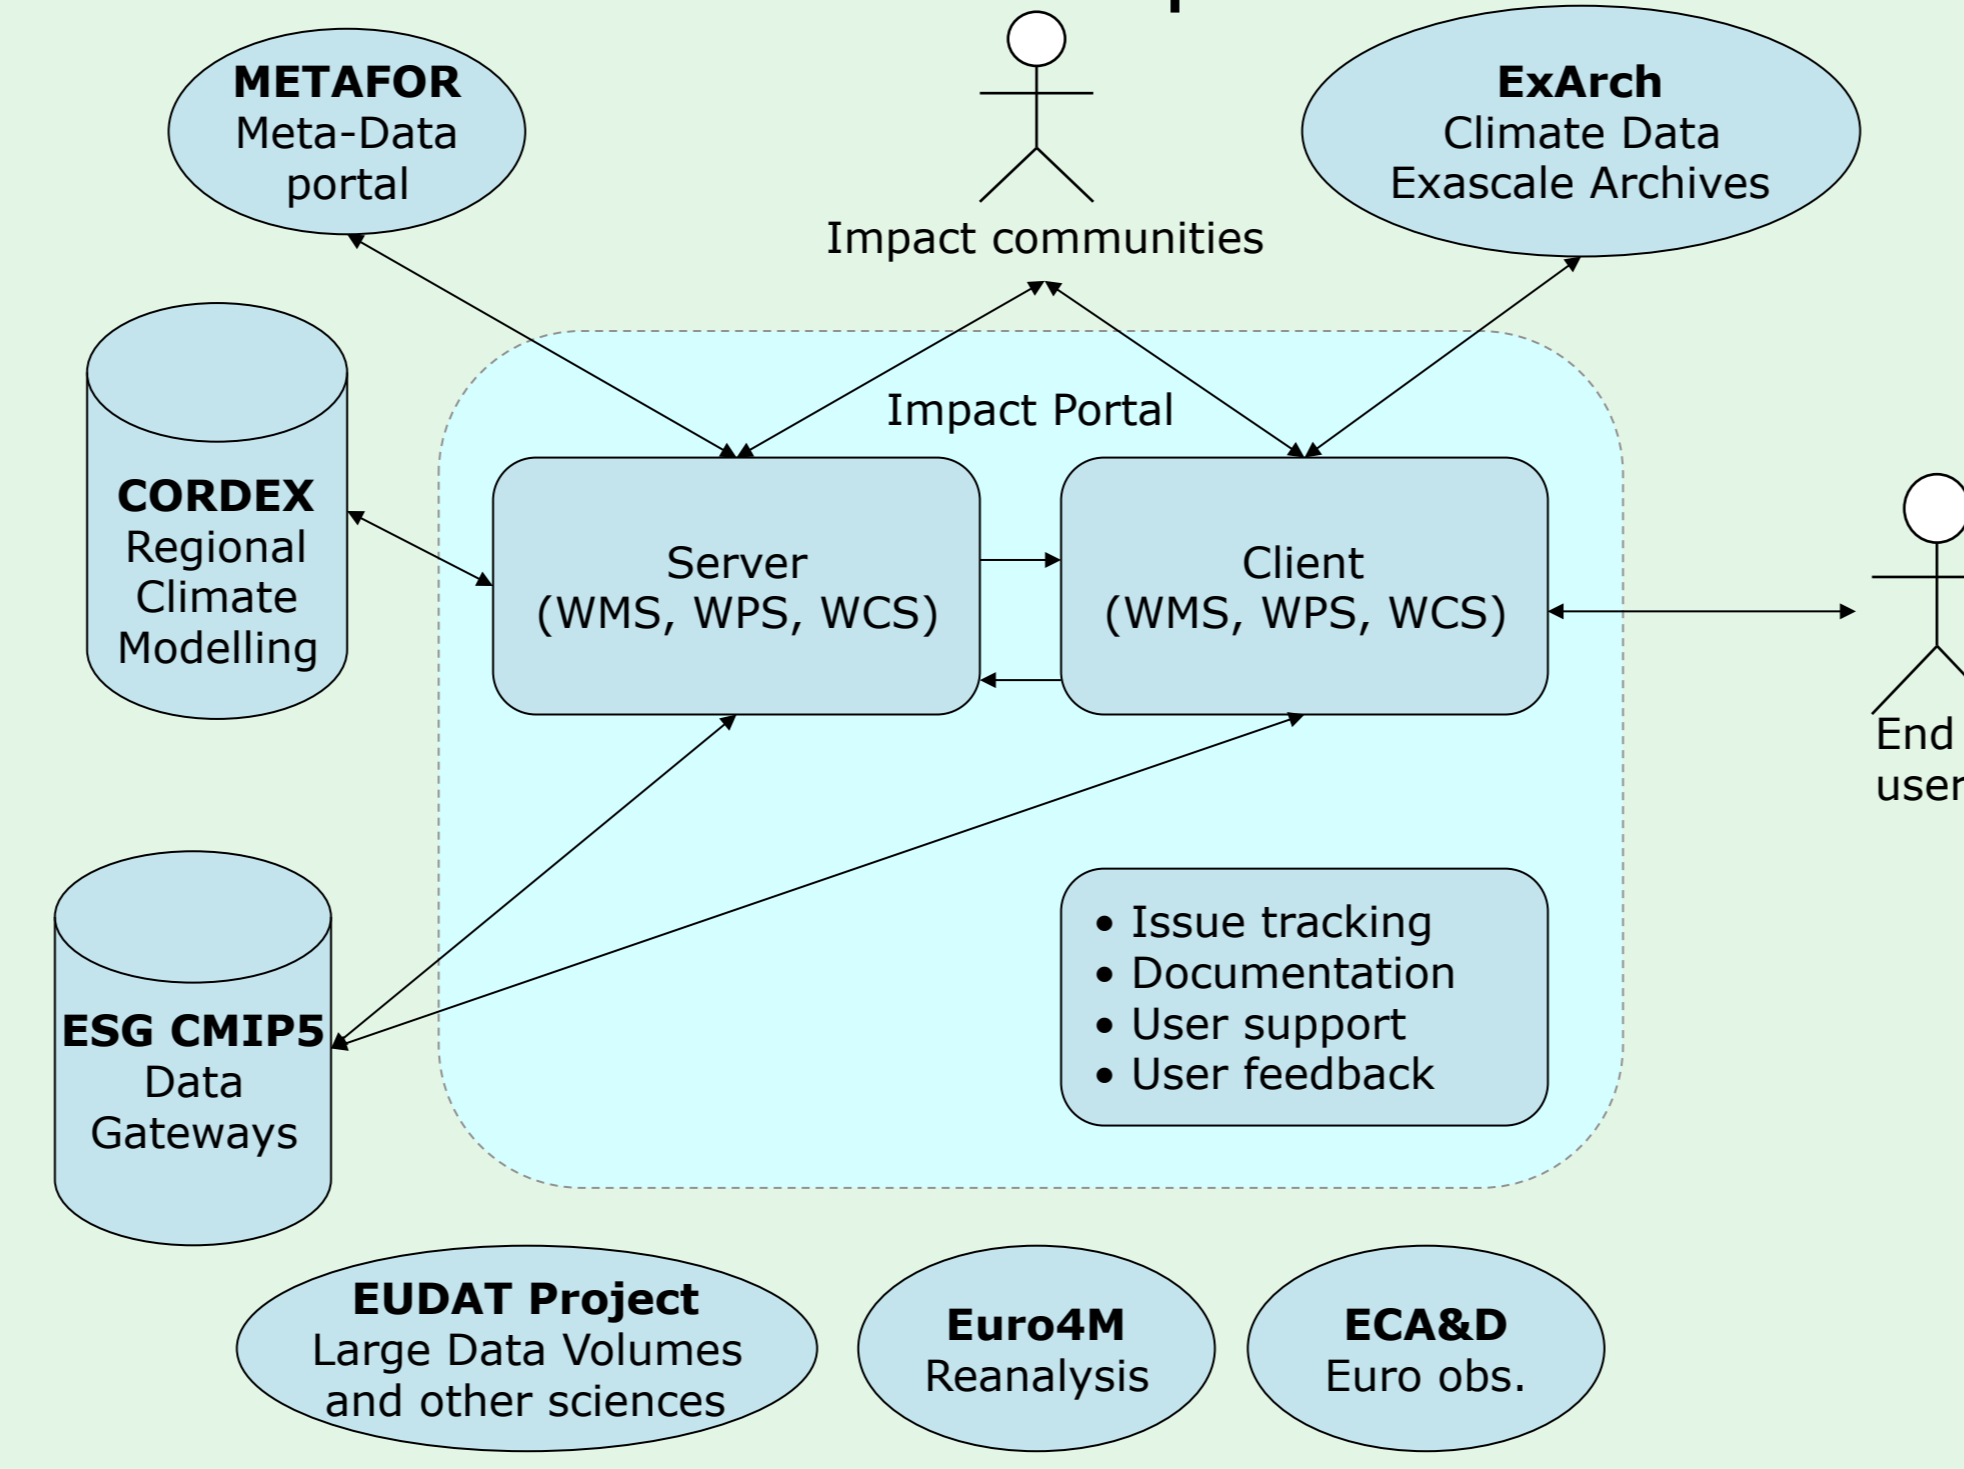 METAFOR
Meta-Data
portal
Impact communities
ExArch
Climate Data
Exascale Archives
Impact Portal
CORDEX
Regional
Climate
Modelling
Server
(WMS, WPS, WCS)
Client
(WMS, WPS, WCS)
End
user
ESG CMIP5
Data
Gateways
• Issue tracking
• Documentation
• User support
• User feedback
EUDAT Project
Large Data Volumes
and other sciences
Euro4M
Reanalysis
ECA&D
Euro obs.